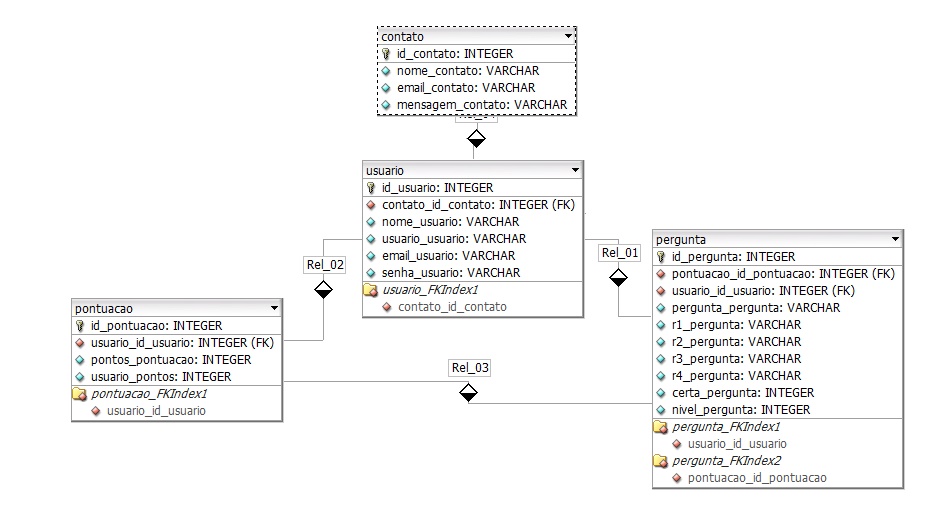 contato
id_contato: INTEGER
nome_contato: VARCHAR
email_contato: VARCHAR
mensagem_contato: VARCHAR
usuario
id_usuario: INTEGER
contato_id_contato: INTEGER (FK)
nome_usuario: VARCHAR
usuario_usuario: VARCHAR
email_usuario: VARCHAR
senha_usuario: VARCHAR
usuario_FKIndex1
contato_id_contato
Rel_02
Rel_01
pergunta
id_pergunta: INTEGER
pontuacao_id_pontuacao: INTEGER (FK)
usuario_id_usuario: INTEGER (FK)
pergunta_pergunta: VARCHAR
r1_pergunta: VARCHAR
r2_pergunta: VARCHAR
r3_pergunta: VARCHAR
r4_pergunta: VARCHAR
certa_pergunta: INTEGER
nivel_pergunta: INTEGER
pergunta_FKIndex1
usuario_id_usuario
pergunta_FKIndex2
pontuacao_id_pontuacao
pontuacao
id_pontuacao: INTEGER
usuario_id_usuario: INTEGER (FK)
pontos_pontuacao: INTEGER
usuario_pontos: INTEGER
pontuacao_FKIndex1
usuario_id_usuario
Rel_03